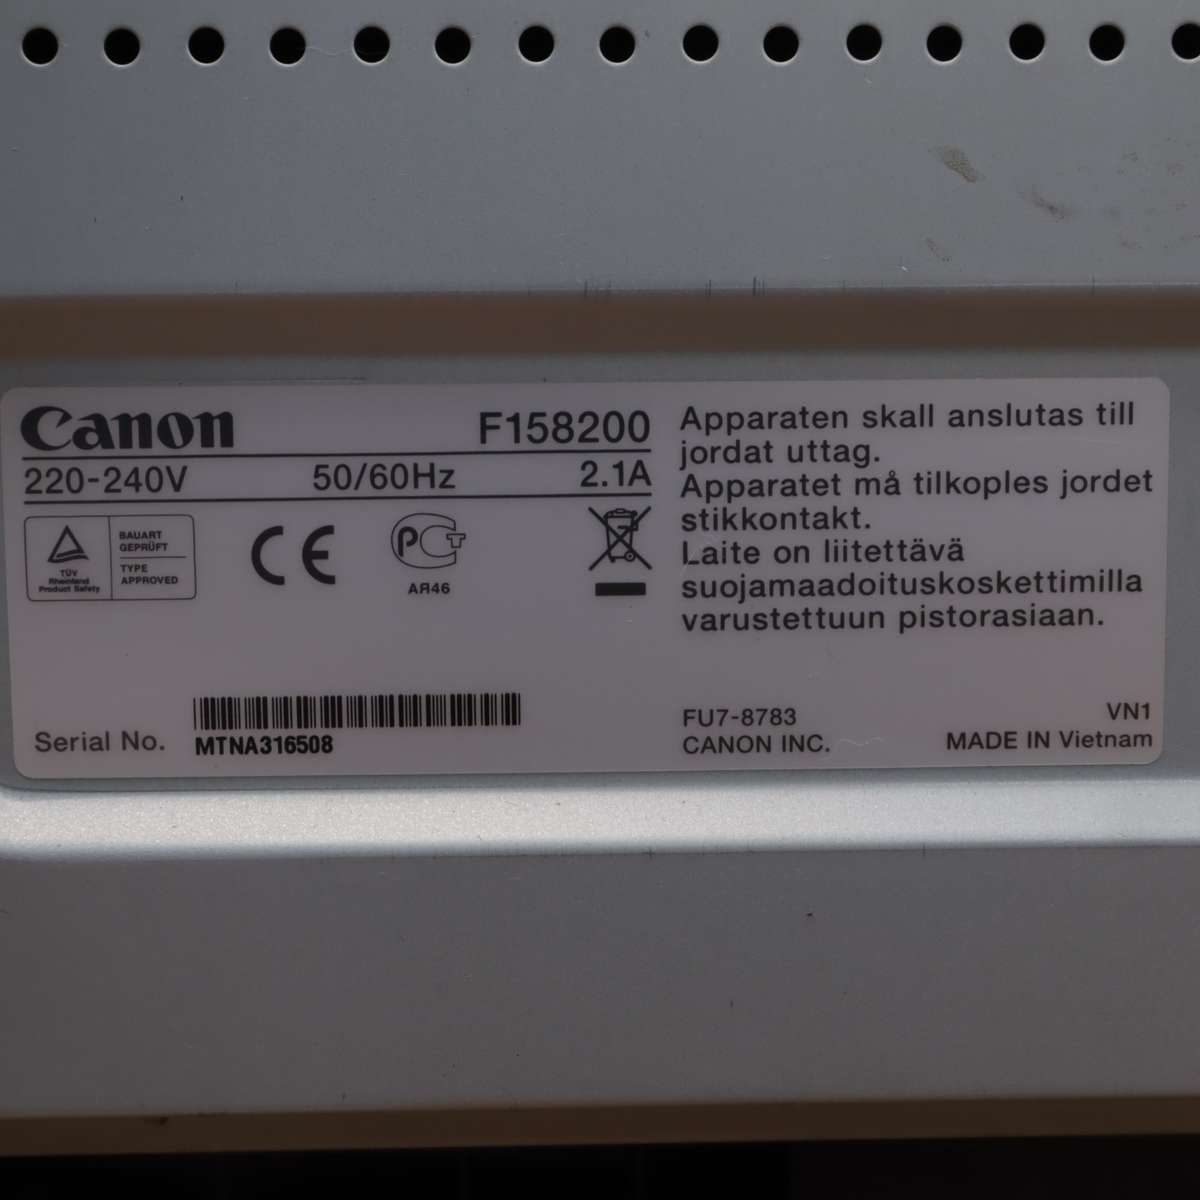 Canon F158200
220-240V 50/60Hz 2.1A
TÜV
Rheinland
Product Safety
BAUART
GEPRÜFT
TYPE
APPROVED
CE
РСТ
АЯ46
Apparaten skall anslutas till
jordat uttag.
Apparatet må tilkoples jordet
stikkontakt.
Laite on liitettävä
suojamaadoituskoskettimilla
varustettuun pistorasiaan.
Serial No. MTNA316508
FU7-8783 VN1
CANON INC. MADE IN Vietnam